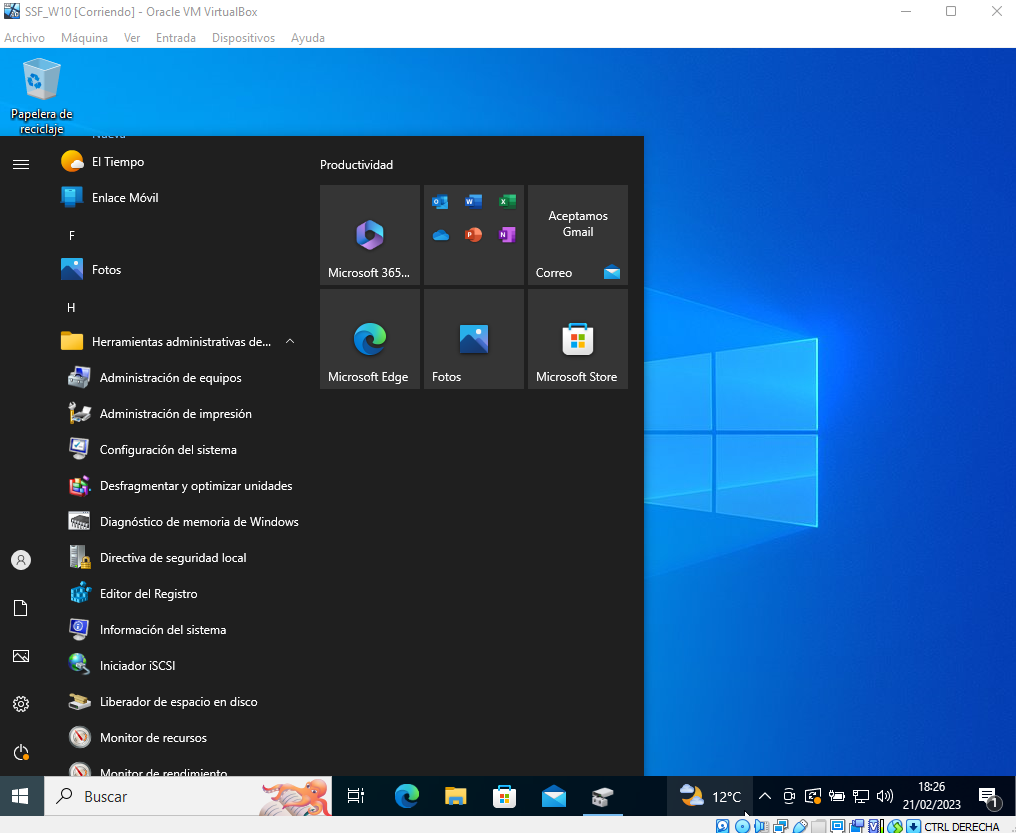 SSF_W10 [Corriendo] - Oracle VM VirtualBox
Archivo Máquina Ver Entrada Dispositivos Ayuda
Papelera de
reciclaje
Nueva
El Tiempo
Enlace Móvil
F
Fotos
H
Herramientas administrativas de...
Administración de equipos
Administración de impresión
Configuración del sistema
Desfragmentar y optimizar unidades
Diagnóstico de memoria de Windows
Directiva de seguridad local
Editor del Registro
Información del sistema
Iniciador iSCSI
Liberador de espacio en disco
Monitor de recursos
Monitor de rendimiento
Productividad
Microsoft 365...
Aceptamos
Gmail
Correo
Microsoft Edge
Fotos
Microsoft Store
Buscar
12°C
18:26
21/02/2023
1
CTRL DERECHA